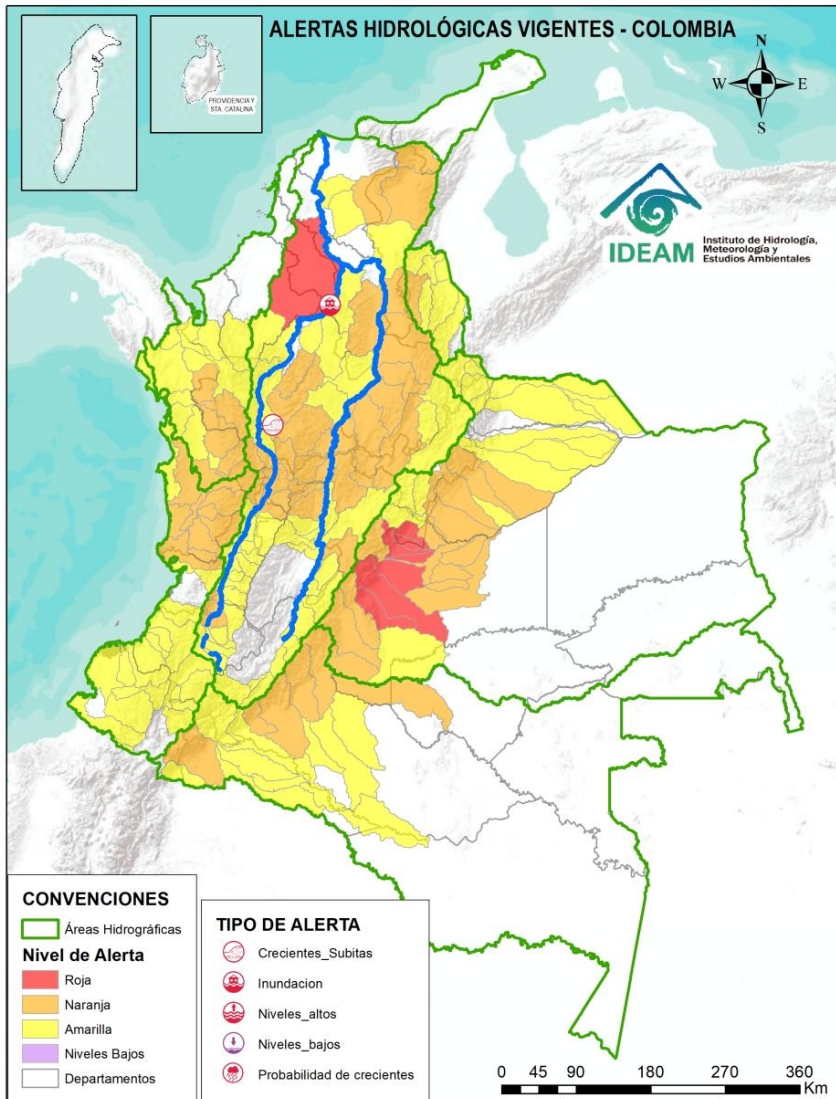 ALERTAS HIDROLÓGICAS VIGENTES - COLOMBIA
PROVIDENCIA Y
STA. CATALINA
N
W
E
S
IDEAM
Instituto de Hidrología,
Meteorología y
Estudios Ambientales
CONVENCIONES
Áreas Hidrográficas
Nivel de Alerta
Roja
Naranja
Amarilla
Niveles Bajos
Departamentos
TIPO DE ALERTA
Crecientes_Subitas
Inundacion
Niveles_altos
Niveles_bajos
Probabilidad de crecientes
0 45 90 180 270 360
Km